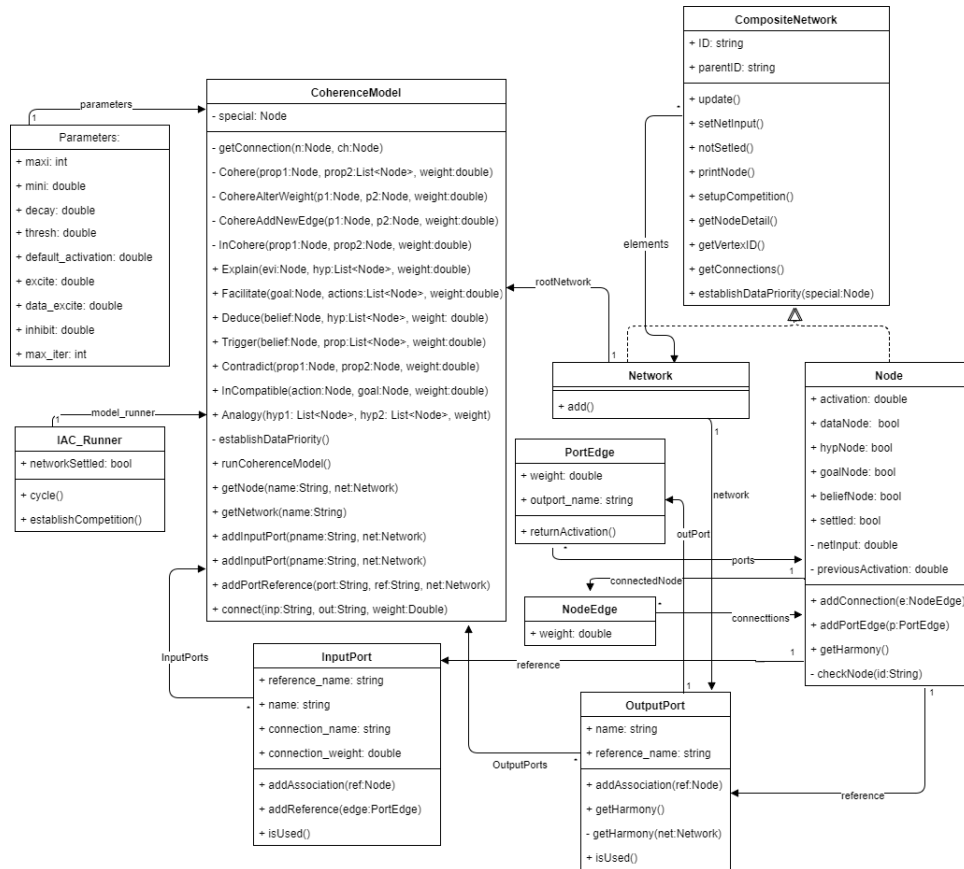 CompositeNetwork
+ ID: string
+ parentID: string
+ update()
+ setNetInput()
+ notSetled()
+ printNode()
+ setupCompetition()
+ getNodeDetail()
+ getVertexID()
+ getConnections()
+ establishDataPriority(special:Node)
parameters
1
Parameters:
+ maxi: int
+ mini: double
+ decay: double
+ thresh: double
+ default_activation: double
+ excite: double
+ data_excite: double
+ inhibit: double
+ max_iter: int
CoherenceModel
- special: Node
- getConnection(n:Node, ch:Node)
- Cohere(prop1:Node, prop2:List<Node>, weight:double)
- CohereAlterWeight(p1:Node, p2:Node, weight:double)
- CohereAddNewEdge(p1:Node, p2:Node, weight:double)
- InCohere(prop1:Node, prop2:Node, weight:double)
+ Explain(evi:Node, hyp:List<Node>, weight:double)
+ Facilitate(goal:Node, actions:List<Node>, weight:double)
+ Deduce(belief:Node, hyp:List<Node>, weight: double)
+ Trigger(belief:Node, prop:List<Node>, weight:double)
+ Contradict(prop1:Node, prop2:Node, weight:double)
+ InCompatible(action:Node, goal:Node, weight:double)
+ Analogy(hyp1: List<Node>, hyp2: List<Node>, weight)
- establishDataPriority()
+ runCoherenceModel()
+ getNode(name:String, net:Network)
+ getNetwork(name:String)
+ addInputPort(pname:String, net:Network)
+ addInputPort(pname:String, net:Network)
+ addPortReference(port:String, ref:String, net:Network)
+ connect(inp:String, out:String, weight:Double)
elements
*
rootNetwork
1
model_runner
1
IAC_Runner
+ networkSettled: bool
+ cycle()
+ establishCompetition()
Network
+ add()
1
network
Node
+ activation: double
+ dataNode: bool
+ hypNode: bool
+ goalNode: bool
+ beliefNode: bool
+ settled: bool
- netInput: double
- previousActivation: double
+ addConnection(e:NodeEdge)
+ addPortEdge(p:PortEdge)
+ getHarmony()
- checkNode(id:String)
PortEdge
+ weight: double
+ outport_name: string
+ returnActivation()
outPort
1
*
ports
connectedNode
1
NodeEdge
+ weight: double
*
connecttions
InputPorts
*
reference
1
InputPort
+ reference_name: string
+ name: string
+ connection_name: string
+ connection_weight: double
+ addAssociation(ref:Node)
+ addReference(edge:PortEdge)
+ isUsed()
OutputPorts
*
OutputPort
+ name: string
+ reference_name: string
+ addAssociation(ref:Node)
+ getHarmony()
- getHarmony(net:Network)
+ isUsed()
reference
1